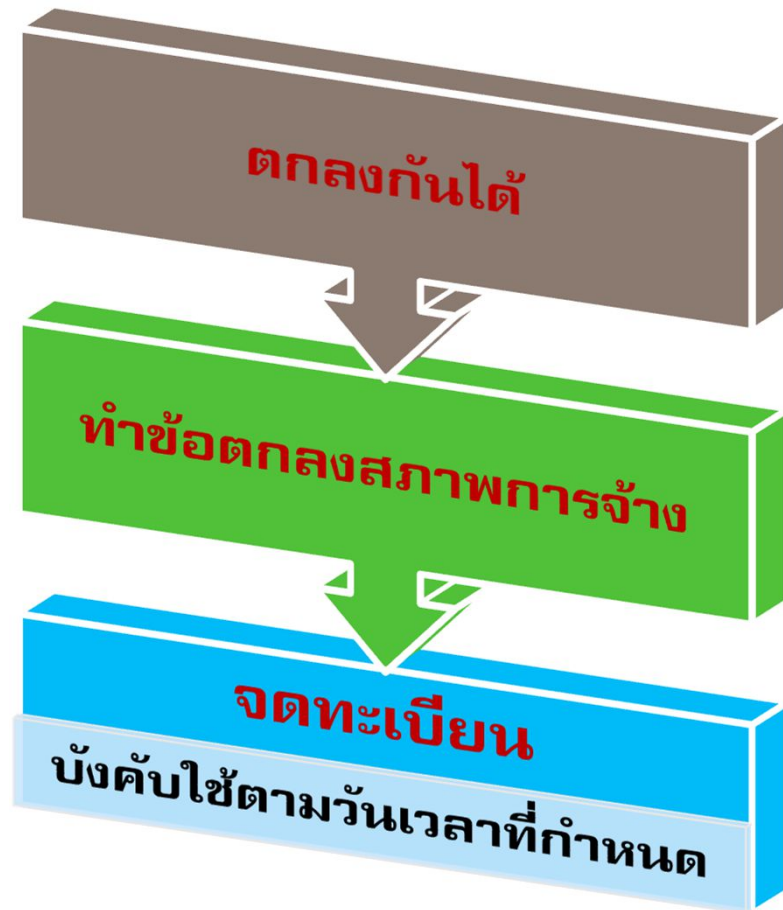 ตกลงกันได้
ทำข้อตกลงสภาพการจ้าง
จดทะเบียน
บังคับใช้ตามวันเวลาที่กำหนด